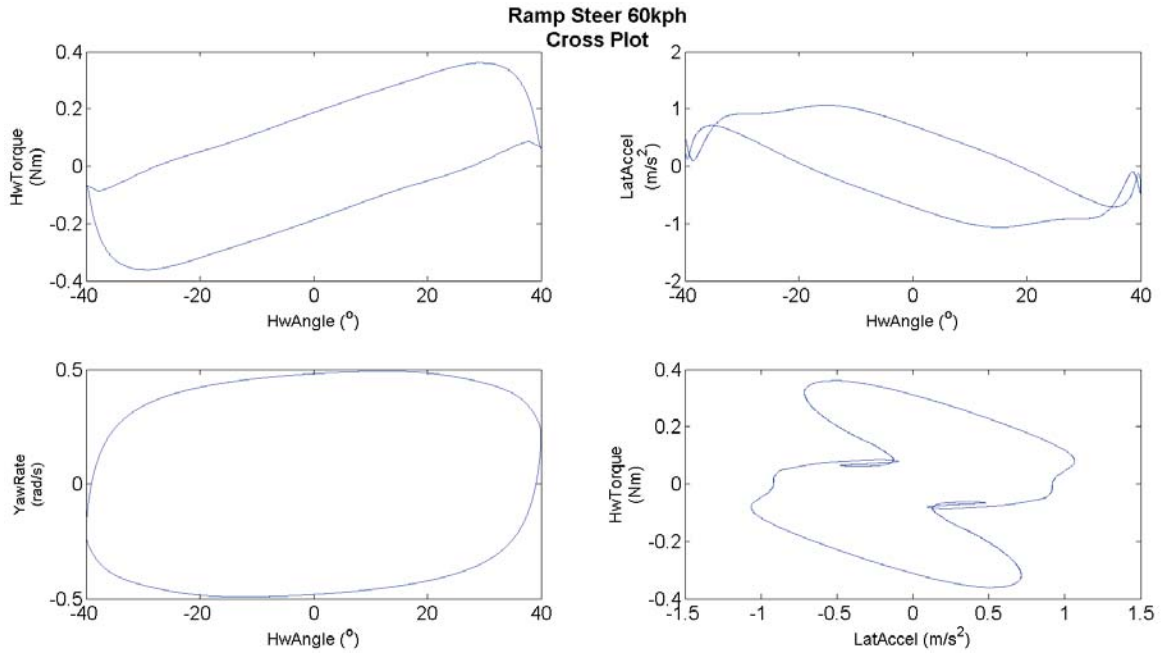 Ramp Steer 60kph
Cross Plot
0.4
0.2
0
-0.2
-0.4
-40
-20
0
20
40
HwTorque
(Nm)
HwAngle (º)
2
1
0
-1
-2
-40
-20
0
20
40
LatAccel
(m/s²)
HwAngle (º)
0.5
0
-0.5
-40
-20
0
20
40
YawRate
(rad/s)
HwAngle (º)
0.4
0.2
0
-0.2
-0.4
-1.5
-1
-0.5
0
0.5
1
1.5
HwTorque
(Nm)
LatAccel (m/s²)